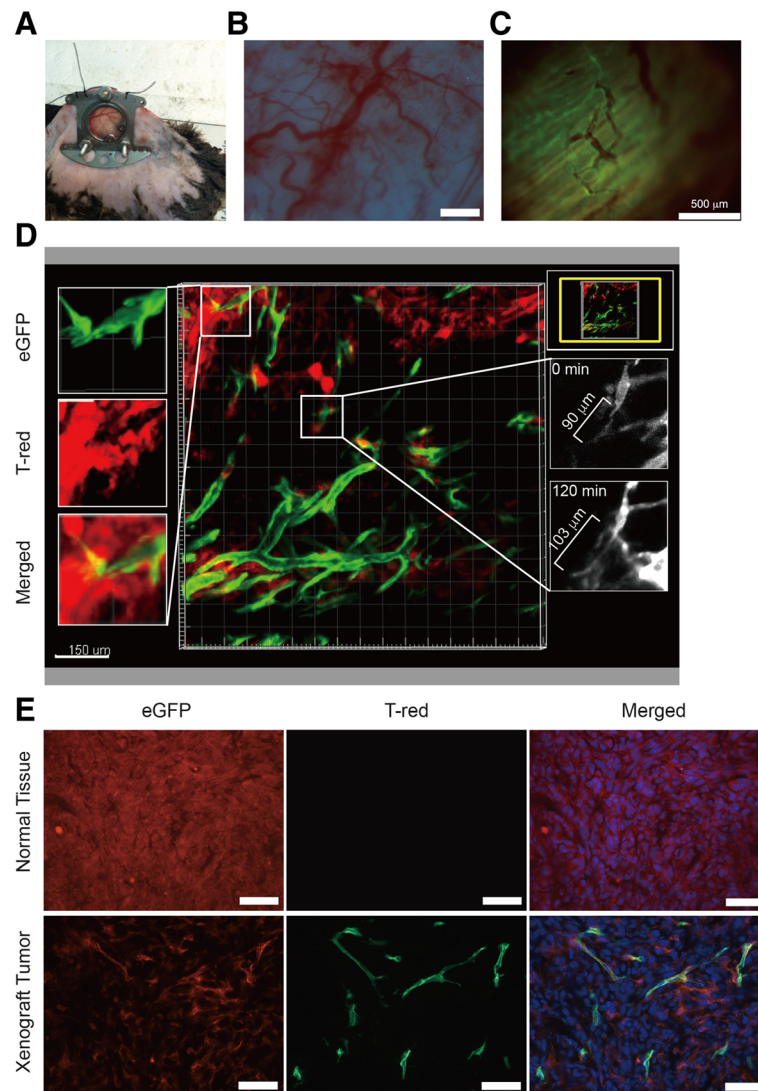 A
B
C
500 μm
D
eGFP
T-red
Merged
150 um
0 min
90 μm
120 min
103 μm
E
eGFP
T-red
Merged
Normal Tissue
Xenograft Tumor